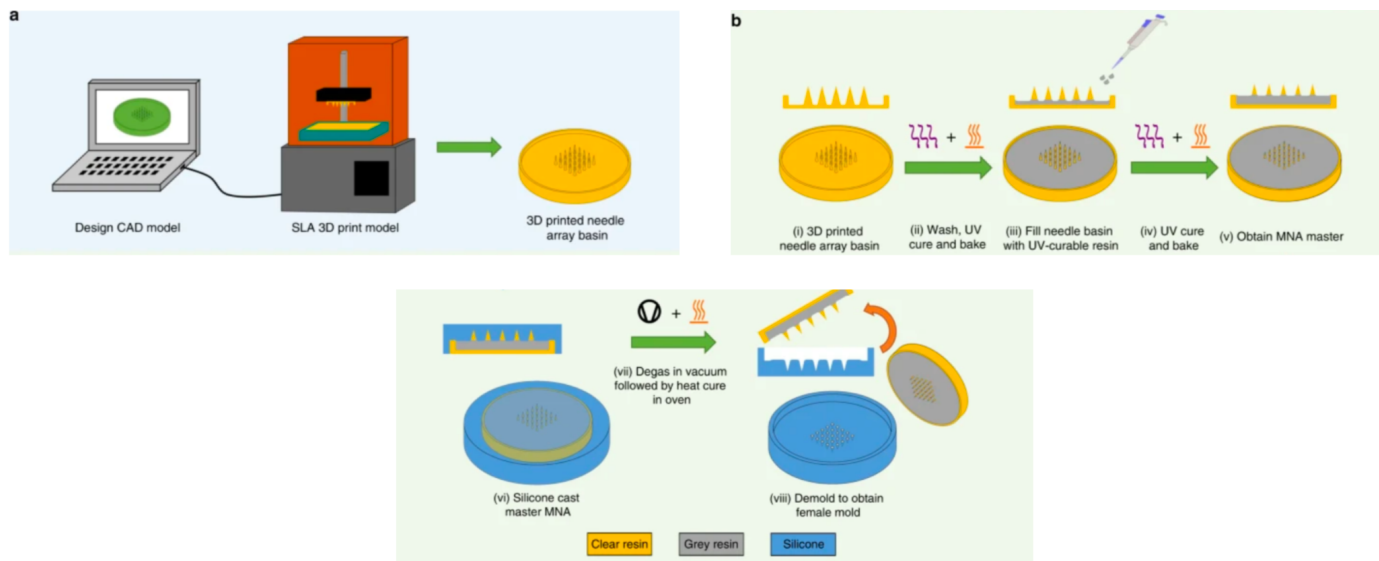 a
Design CAD model
SLA 3D print model
3D printed needle
array basin
b
(i) 3D printed
needle array basin
+
(ii) Wash, UV
cure and bake
(iii) Fill needle basin
with UV-curable resin
+
(iv) UV cure
and bake
(v) Obtain MNA master
(vi) Silicone cast
master MNA
+
(vii) Degas in vacuum
followed by heat cure
in oven
(viii) Demold to obtain
female mold
Clear resin
Grey resin
Silicone